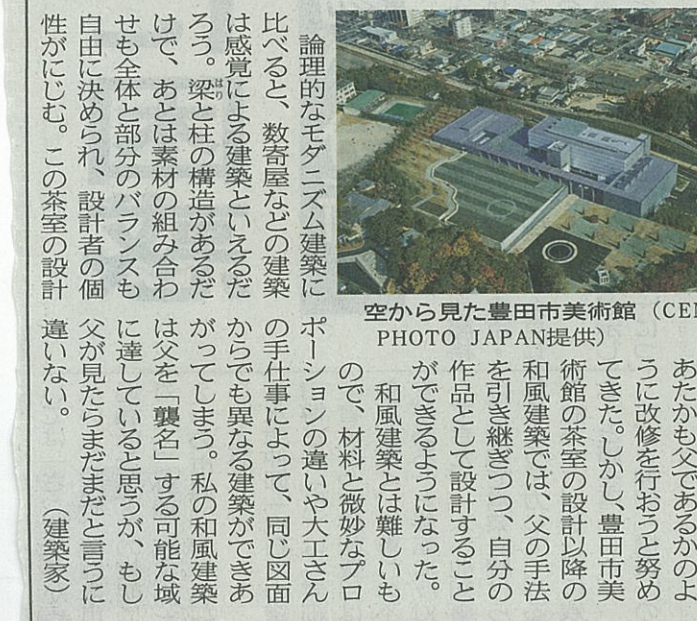 論理的なモダニズム建築に
比べると、数寄屋などの建築
は感覚による建築といえるだ
ろう。梁はりと柱の構造があるだ
けで、あとは素材の組み合わ
せも全体と部分のバランスも
自由に決められ、設計者の個
性がにじむ。この茶室の設計
空から見た豊田市美術館（CEN
PHOTO JAPAN提供）
あたかも父であるかのよ
うに改修を行おうと努め
てきた。しかし、豊田市美
術館の茶室の設計以降の
和風建築では、父の手法
を引き継ぎつつ、自分の
作品として設計すること
ができるようになった。
和風建築とは難しいも
ので、材料と微妙なプロ
ポーションの違いや大工さん
の手仕事によって、同じ図面
からでも異なる建築ができあ
がってしまう。私の和風建築
は父を「襲名」する可能な域
に達していると思うが、もし
父が見たらまだまだと言うに
違いない。（建築家）